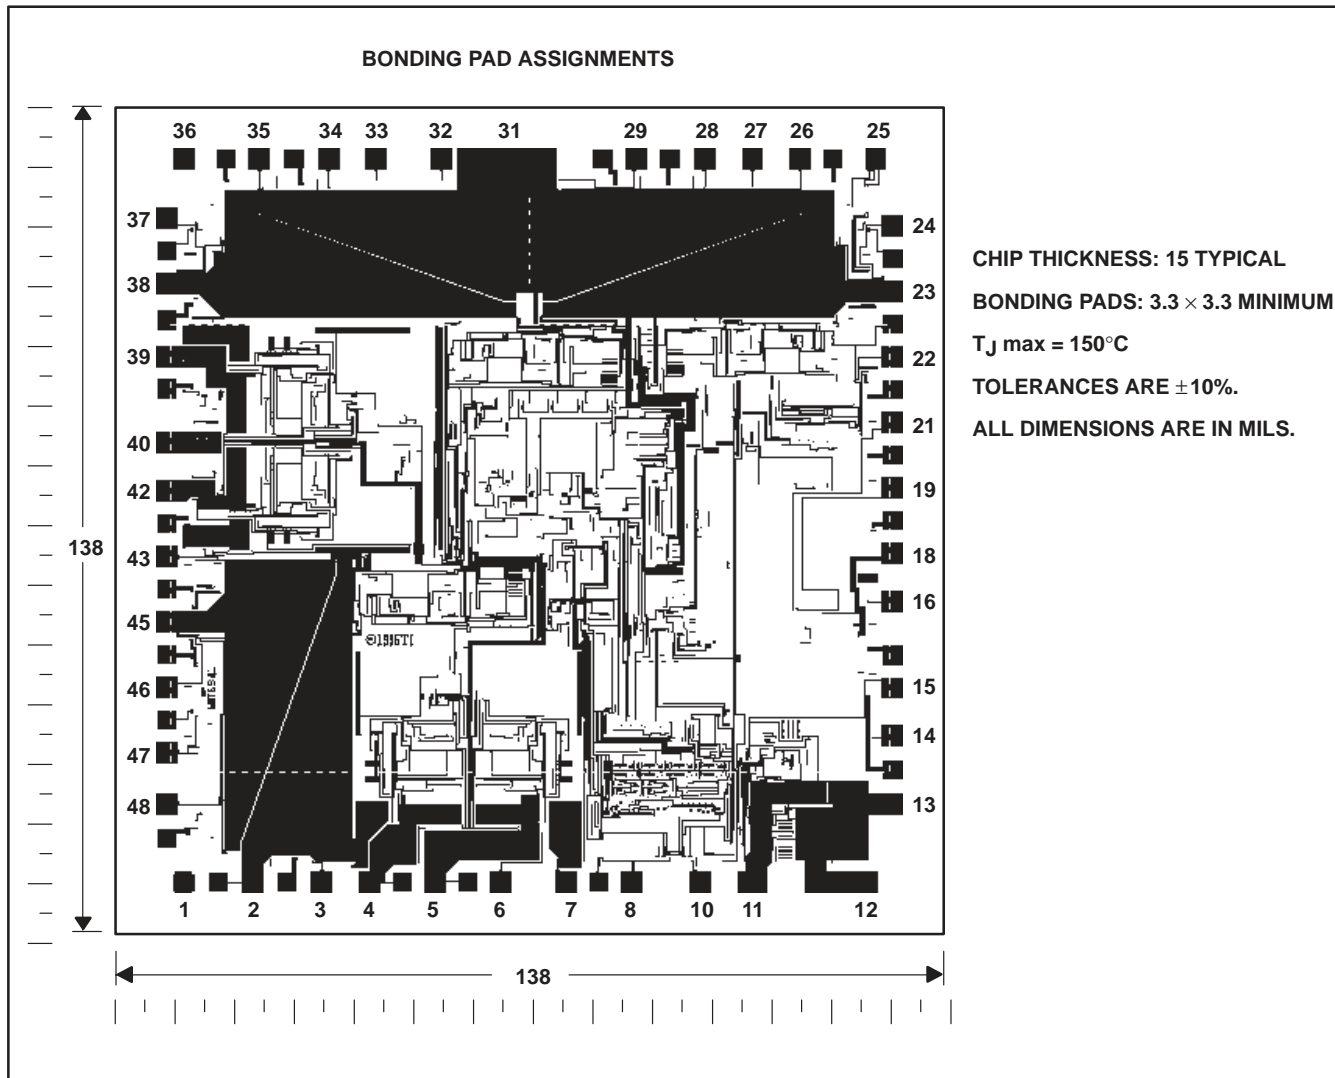 BONDING PAD ASSIGNMENTS
36 35 34 33 32 31 29 28 27 26 25
37 24
38 23
39 22
40 21
42 19
43 18
138
45 16
46 15
47 14
48 13
1 2 3 4 5 6 7 8 10 11 12
138
©1996TI
CHIP THICKNESS: 15 TYPICAL
BONDING PADS: 3.3 × 3.3 MINIMUM
TJ max = 150°C
TOLERANCES ARE ±10%.
ALL DIMENSIONS ARE IN MILS.